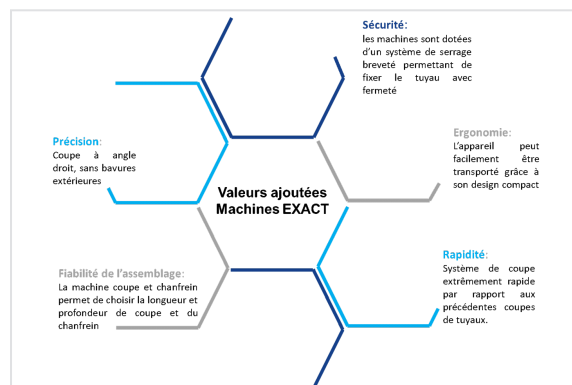 Sécurité:
les machines sont dotées
d'un système de serrage
breveté permettant de
fixer le tuyau avec
fermeté
Précision:
Coupe à angle
droit, sans bavures
extérieures
Ergonomie:
L'appareil peut
facilement être
transporté grâce à
son design compact
Valeurs ajoutées
Machines EXACT
Fiabilité de l'assemblage:
La machine coupe et chanfrein
permet de choisir la longueur et
profondeur de coupe et du
chanfrein
Rapidité:
Système de coupe
extrêmement rapide
par rapport aux
précédentes coupes
de tuyaux.